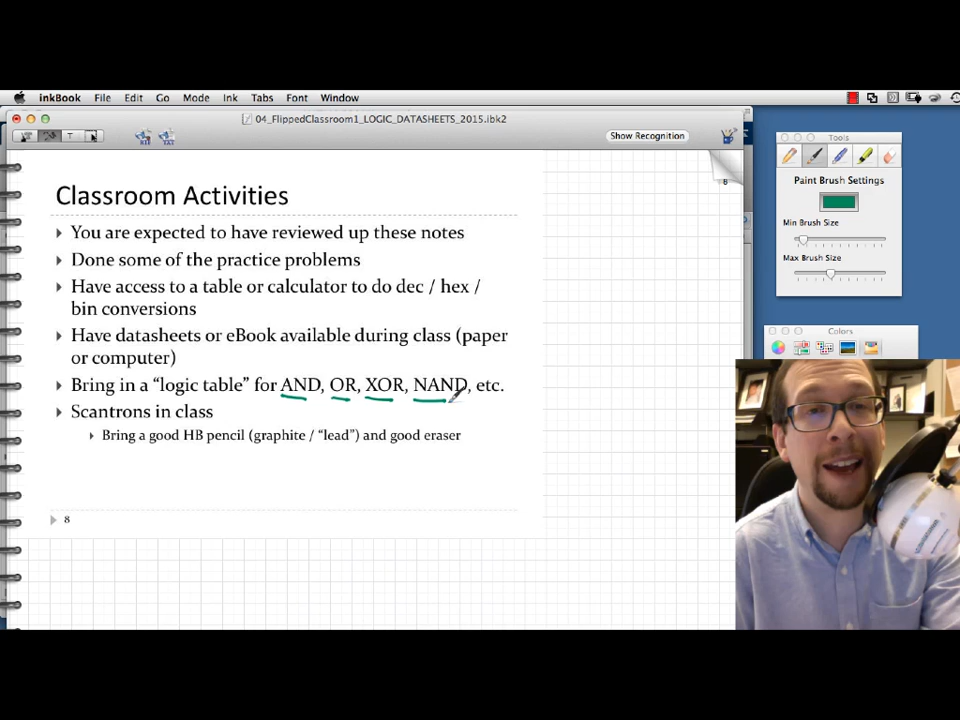 inkBook File Edit Go Mode Ink Tabs Font Window
04_FlippedClassroom1_LOGIC_DATASHEETS_2015.ibk2
Show Recognition
Tools
Paint Brush Settings
Min Brush Size
Max Brush Size
Colors
8
Classroom Activities
You are expected to have reviewed up these notes
Done some of the practice problems
Have access to a table or calculator to do dec / hex /
bin conversions
Have datasheets or eBook available during class (paper
or computer)
Bring in a “logic table” for AND, OR, XOR, NAND, etc.
Scantrons in class
Bring a good HB pencil (graphite / “lead”) and good eraser
8